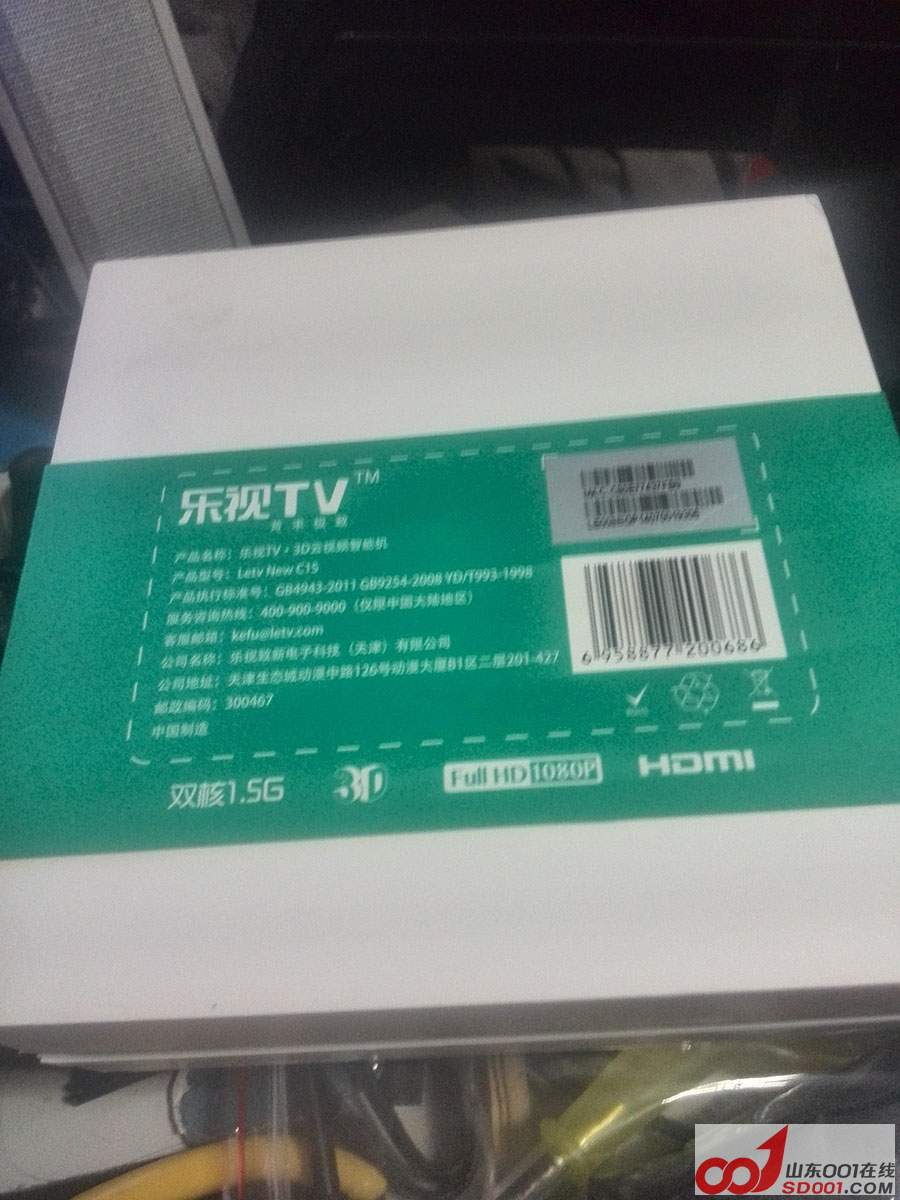 乐视TV™
产品名称：乐视TV·3D云视频智能机
产品型号：Letv New C1S
产品执行标准号：GB4943-2011 GB9254-2008 YD/T993-1998
服务咨询热线：400-900-9000（仅限中国大陆地区）
客服邮箱：kefu@letv.com
公司名称：乐视致新电子科技（天津）有限公司
公司地址：天津生态城动漫中路126号动漫大厦B1区二层201-427
邮政编码：300467
中国制造
6 958877 200686
双核1.5G
3D
Full HD 1080P
HDMI
山东001在线
SD001.COM